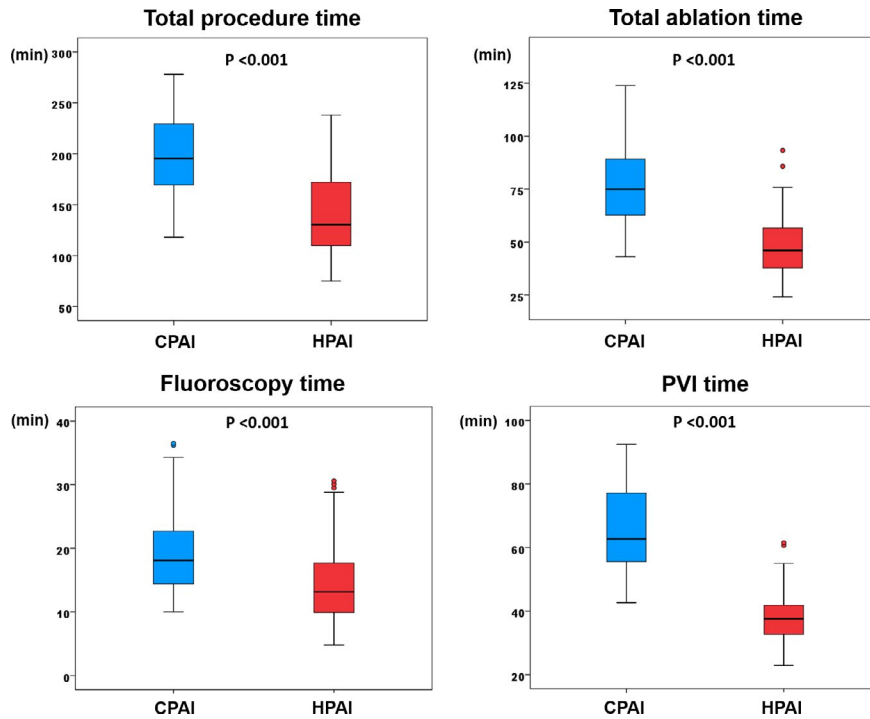 Total procedure time
(min)
P <0.001
300
250
200
150
100
50
CPAI HPAI
Total ablation time
(min)
P <0.001
125
100
75
50
25
CPAI HPAI
Fluoroscopy time
(min)
P <0.001
40
30
20
10
0
CPAI HPAI
PVI time
(min)
P <0.001
100
80
60
40
20
CPAI HPAI